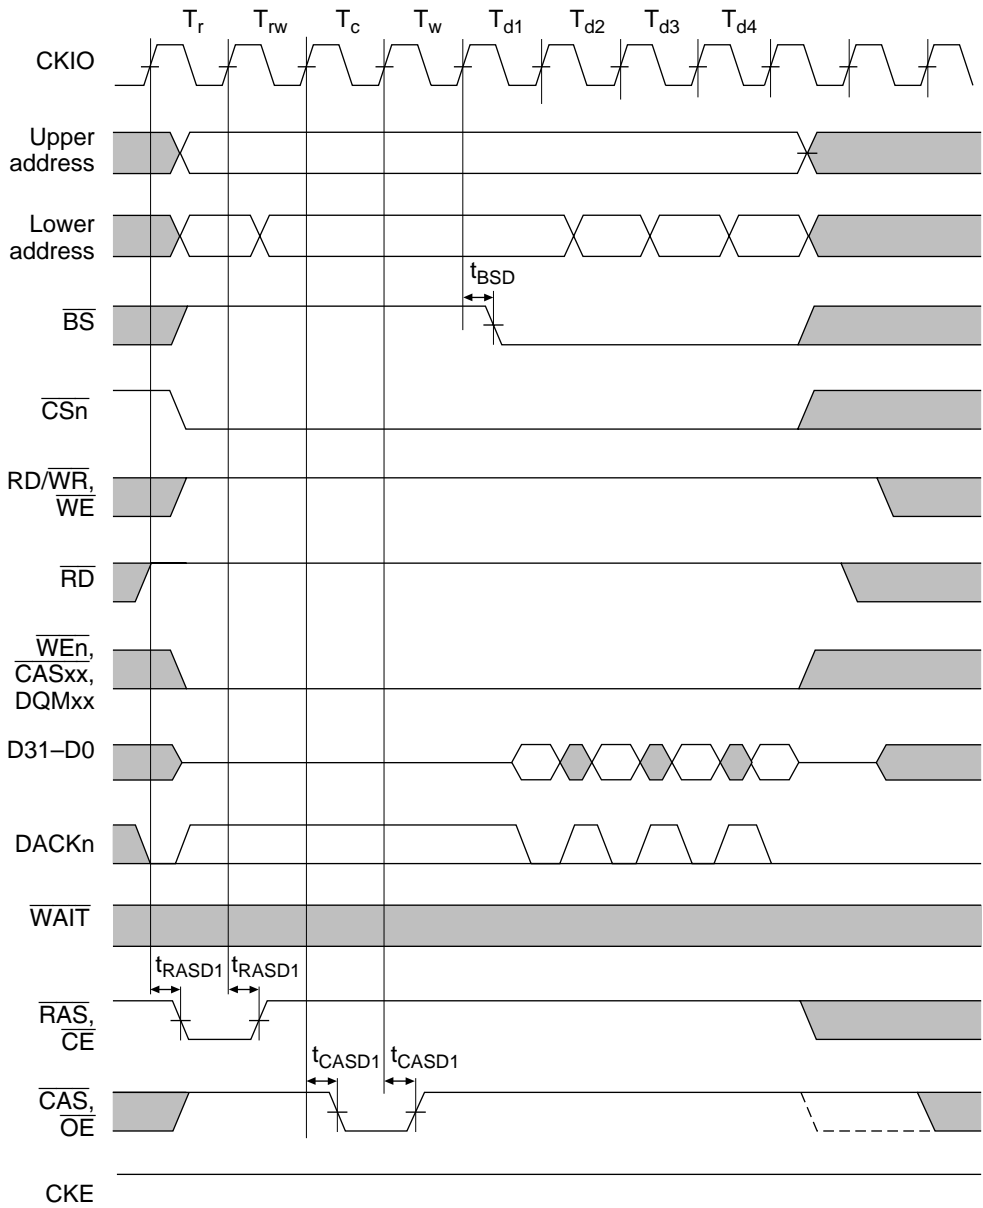 Tr Trw Tc Tw Td1 Td2 Td3 Td4
CKIO
Upper
address
Lower
address
tBSD
BS
CSn
RD/WR,
WE
RD
WEn,
CASxx,
DQMxx
D31–D0
DACKn
WAIT
tRASD1 tRASD1
RAS,
CE
tCASD1 tCASD1
CAS,
OE
CKE